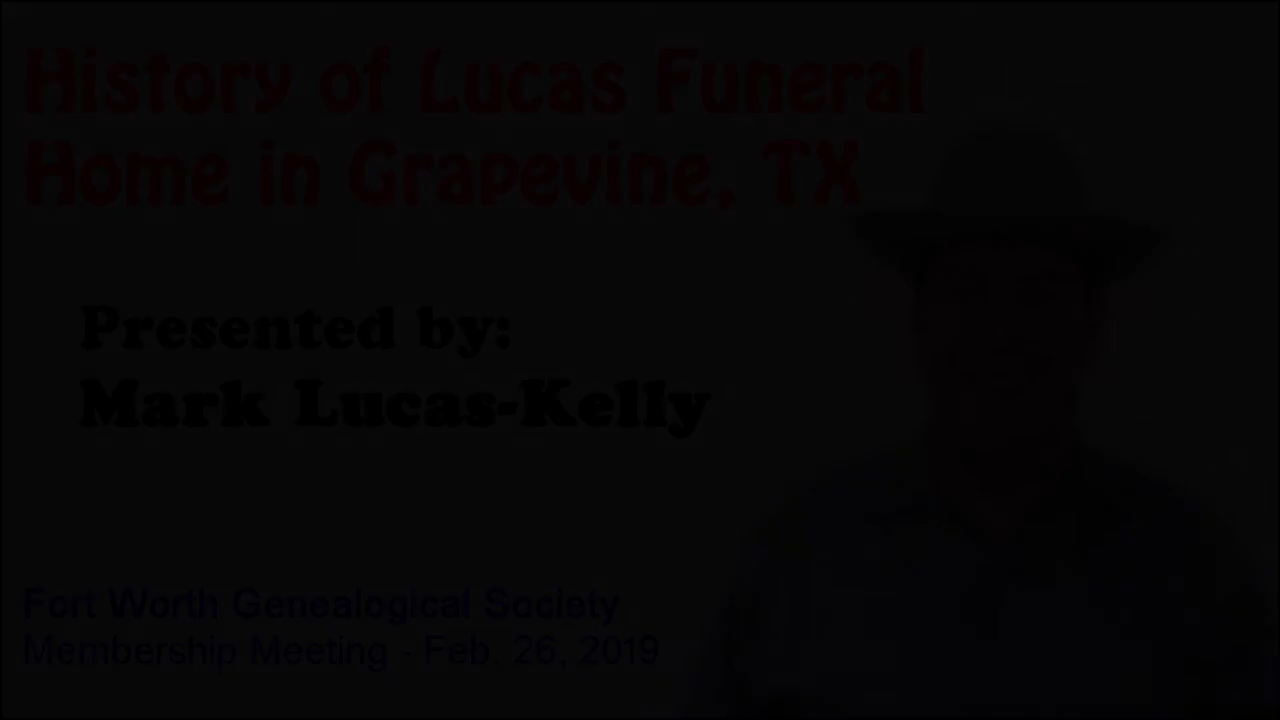 History of Lucas Funeral
Home in Grapevine, TX
Presented by:
Mark Lucas-Kelly
Fort Worth Genealogical Society
Membership Meeting - Feb. 26, 2019